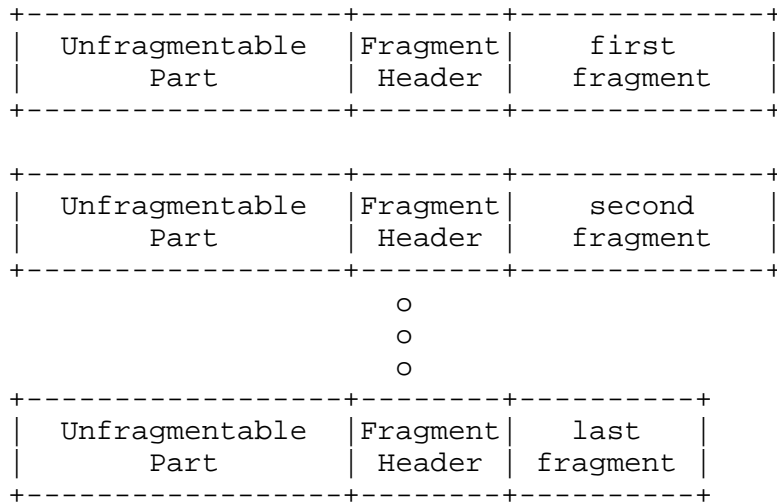 +------------------+--------+--------------+
|  Unfragmentable  |Fragment|    first     |
|       Part       | Header |   fragment   |
+------------------+--------+--------------+
+------------------+--------+--------------+
|  Unfragmentable  |Fragment|    second    |
|       Part       | Header |   fragment   |
+------------------+--------+--------------+
o
o
o
+------------------+--------+----------+
|  Unfragmentable  |Fragment|   last   |
|       Part       | Header | fragment |
+------------------+--------+----------+